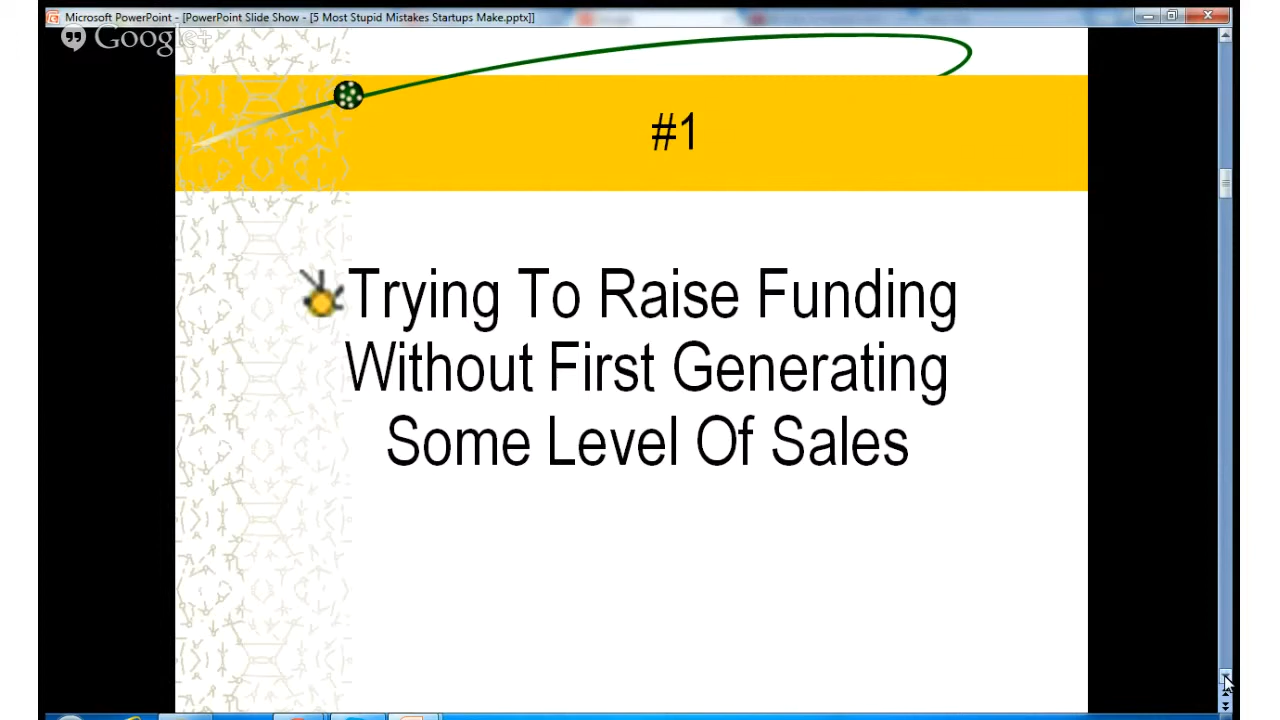 Microsoft PowerPoint - [PowerPoint Slide Show - [5 Most Stupid Mistakes Startups Make.pptx]]
Google+
#1
Trying To Raise Funding
Without First Generating
Some Level Of Sales